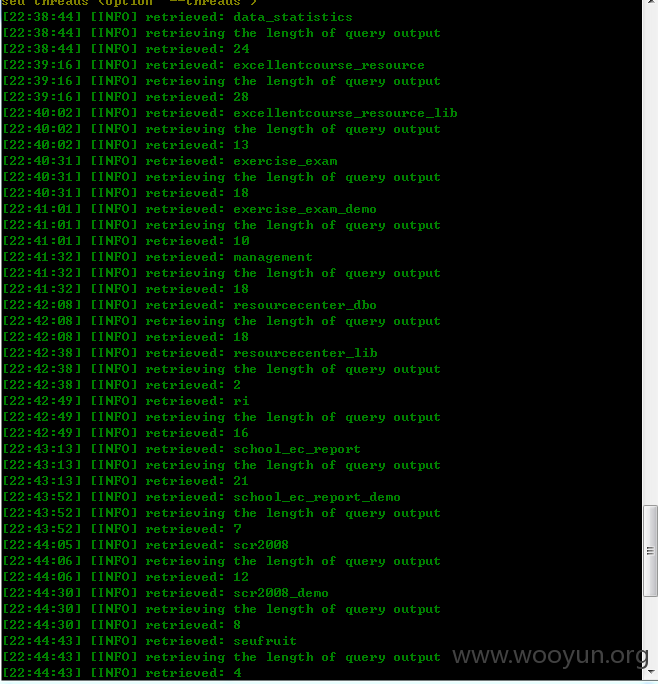 sed threads (option '--threads')
[22:38:44] [INFO] retrieved: data_statistics
[22:38:44] [INFO] retrieving the length of query output
[22:38:44] [INFO] retrieved: 24
[22:39:16] [INFO] retrieved: excellentcourse_resource
[22:39:16] [INFO] retrieving the length of query output
[22:39:16] [INFO] retrieved: 28
[22:40:02] [INFO] retrieved: excellentcourse_resource_lib
[22:40:02] [INFO] retrieving the length of query output
[22:40:02] [INFO] retrieved: 13
[22:40:31] [INFO] retrieved: exercise_exam
[22:40:31] [INFO] retrieving the length of query output
[22:40:31] [INFO] retrieved: 18
[22:41:01] [INFO] retrieved: exercise_exam_demo
[22:41:01] [INFO] retrieving the length of query output
[22:41:01] [INFO] retrieved: 10
[22:41:32] [INFO] retrieved: management
[22:41:32] [INFO] retrieving the length of query output
[22:41:32] [INFO] retrieved: 18
[22:42:08] [INFO] retrieved: resourcecenter_dbo
[22:42:08] [INFO] retrieving the length of query output
[22:42:08] [INFO] retrieved: 18
[22:42:38] [INFO] retrieved: resourcecenter_lib
[22:42:38] [INFO] retrieving the length of query output
[22:42:38] [INFO] retrieved: 2
[22:42:49] [INFO] retrieved: ri
[22:42:49] [INFO] retrieving the length of query output
[22:42:49] [INFO] retrieved: 16
[22:43:13] [INFO] retrieved: school_ec_report
[22:43:13] [INFO] retrieving the length of query output
[22:43:13] [INFO] retrieved: 21
[22:43:52] [INFO] retrieved: school_ec_report_demo
[22:43:52] [INFO] retrieving the length of query output
[22:43:52] [INFO] retrieved: 7
[22:44:05] [INFO] retrieved: scr2008
[22:44:06] [INFO] retrieving the length of query output
[22:44:06] [INFO] retrieved: 12
[22:44:30] [INFO] retrieved: scr2008_demo
[22:44:30] [INFO] retrieving the length of query output
[22:44:30] [INFO] retrieved: 8
[22:44:43] [INFO] retrieved: seufruit
[22:44:43] [INFO] retrieving the length of query output
[22:44:43] [INFO] retrieved: 4
www.wooyun.org